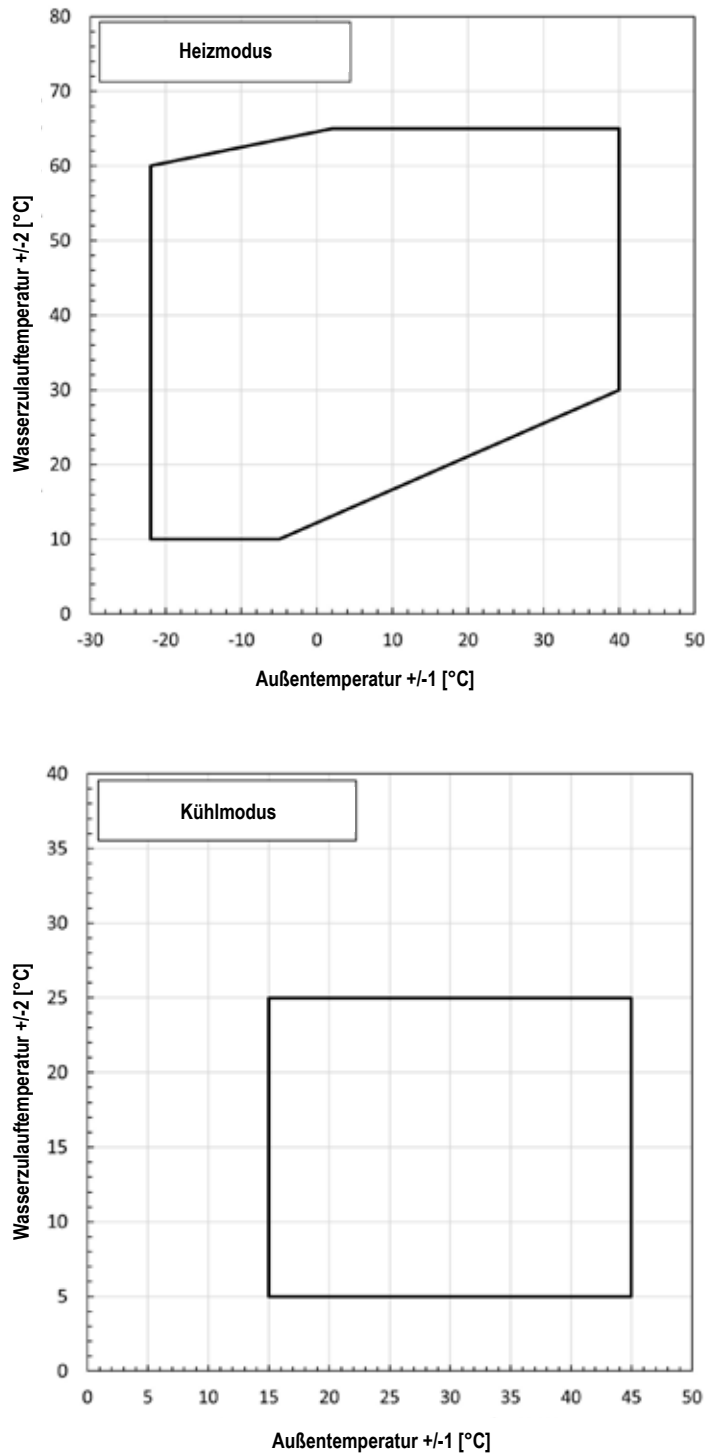 80
Heizmodus
70
60
50
40
30
20
10
0
Wasserzulauftemperatur +/-2 [°C]
-30 -20 -10 0 10 20 30 40 50
Außentemperatur +/-1 [°C]
40
Kühlmodus
35
30
25
20
15
10
5
0
Wasserzulauftemperatur +/-2 [°C]
0 5 10 15 20 25 30 35 40 45 50
Außentemperatur +/-1 [°C]